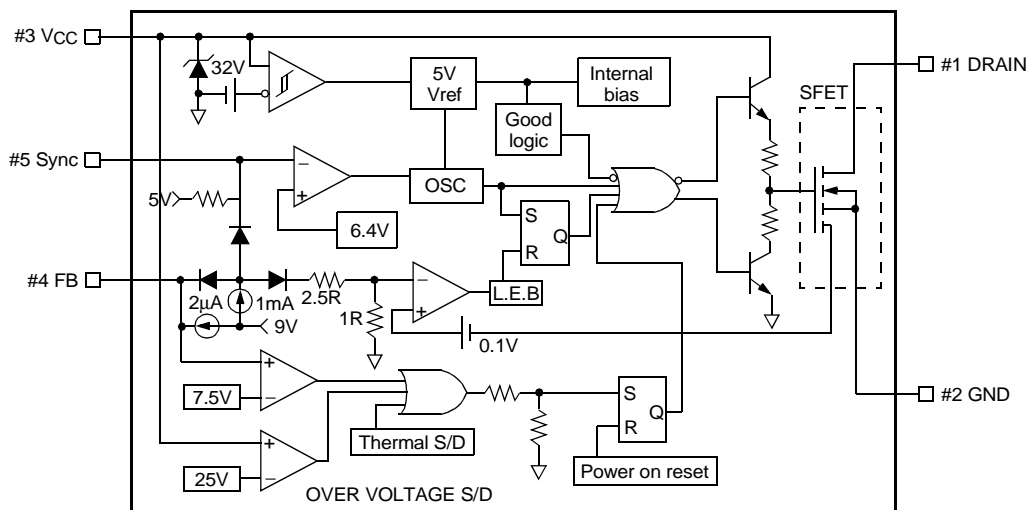 #3 VCC
32V
5V
Vref
Internal
bias
Good
logic
SFET
#1 DRAIN
#5 Sync
−
+
OSC
5V
6.4V
S
R
Q
#4 FB
2μA
1mA
9V
2.5R
1R
−
+
L.E.B
0.1V
+
−
7.5V
Thermal S/D
S
R
Q
#2 GND
+
−
25V
Power on reset
OVER VOLTAGE S/D